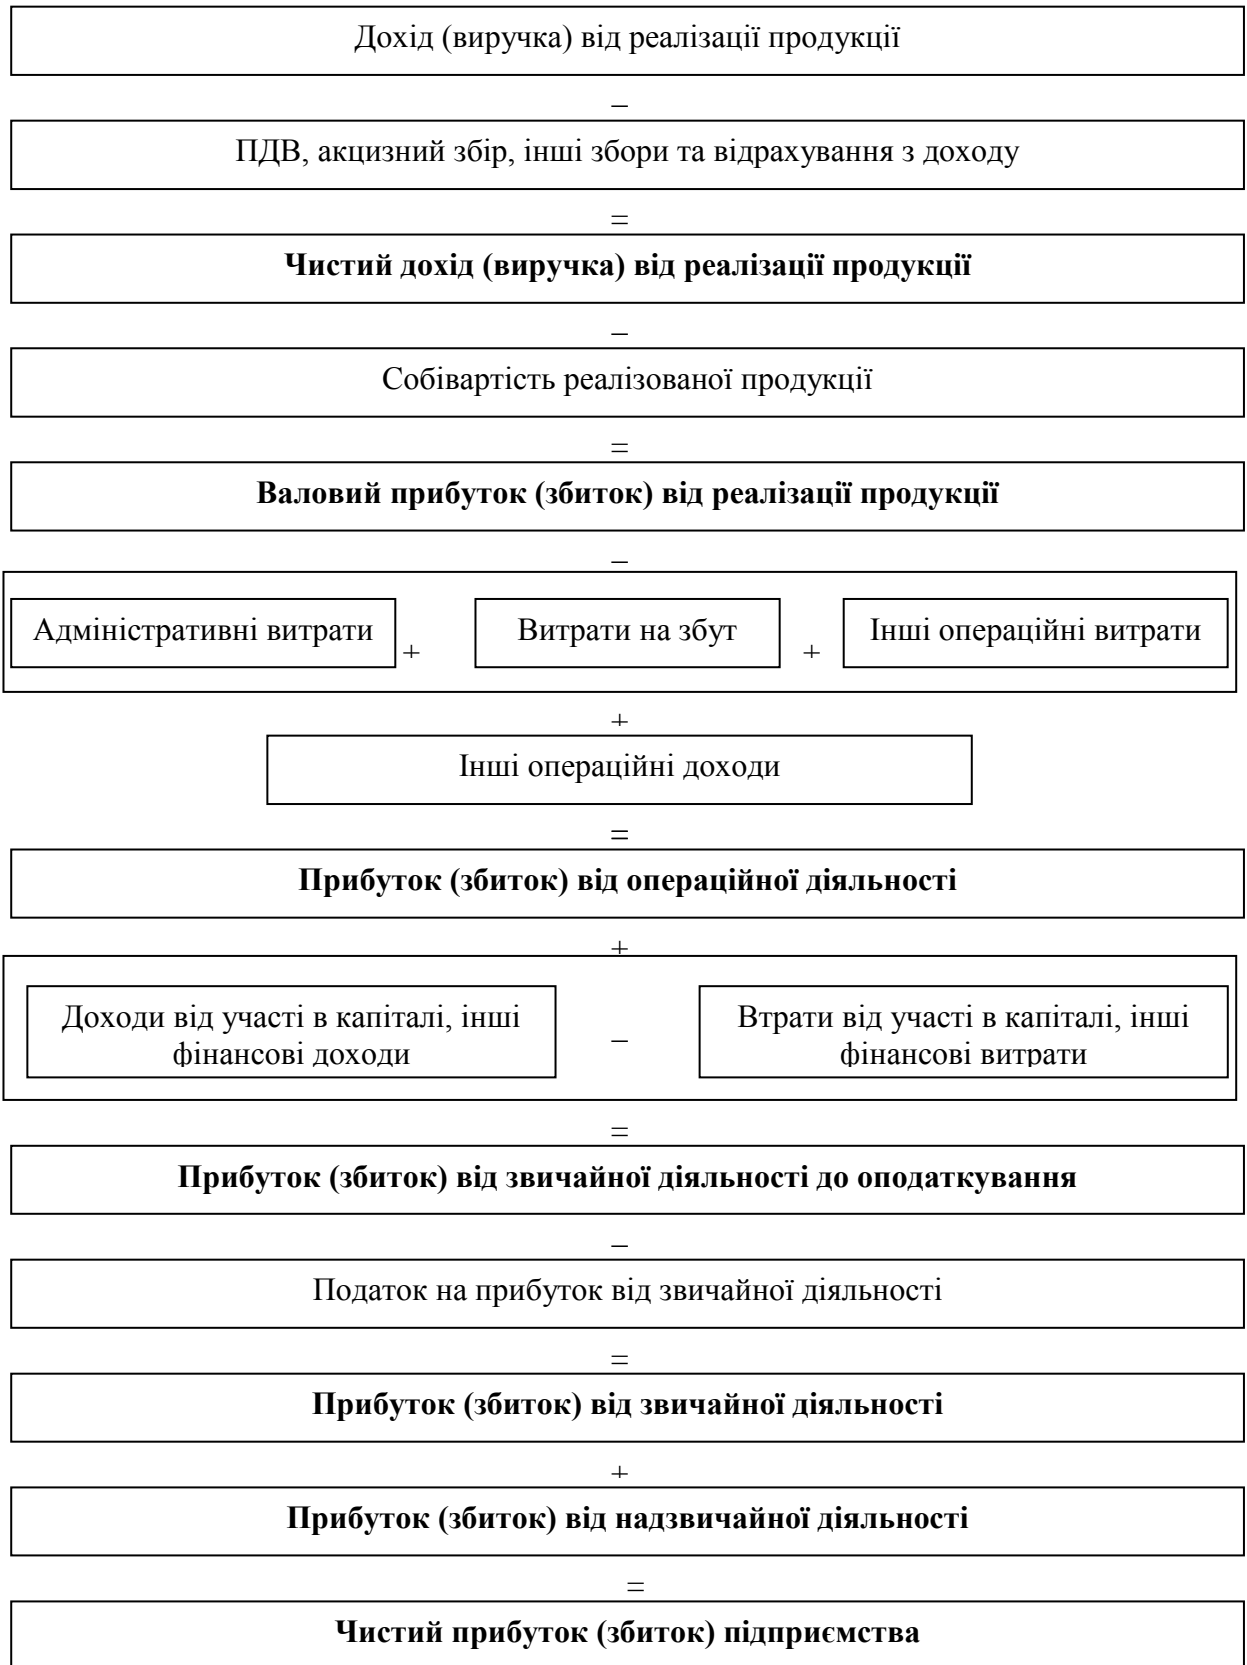 Дохід (виручка) від реалізації продукції
–
ПДВ, акцизний збір, інші збори та відрахування з доходу
=
Чистий дохід (виручка) від реалізації продукції
–
Собівартість реалізованої продукції
=
Валовий прибуток (збиток) від реалізації продукції
–
Адміністративні витрати + Витрати на збут + Інші операційні витрати
+
Інші операційні доходи
=
Прибуток (збиток) від операційної діяльності
+
Доходи від участі в капіталі, інші
фінансові доходи
–
Втрати від участі в капіталі, інші
фінансові витрати
=
Прибуток (збиток) від звичайної діяльності до оподаткування
–
Податок на прибуток від звичайної діяльності
=
Прибуток (збиток) від звичайної діяльності
+
Прибуток (збиток) від надзвичайної діяльності
=
Чистий прибуток (збиток) підприємства